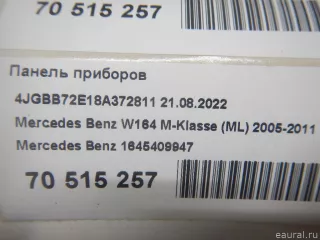 70 515 257
Панель приборов
4JGBB72E18A372811 21.08.2022
Mercedes Benz W164 M-Klasse (ML) 2005-2011
Mercedes Benz 1645409947
70 515 257
eaural.ru